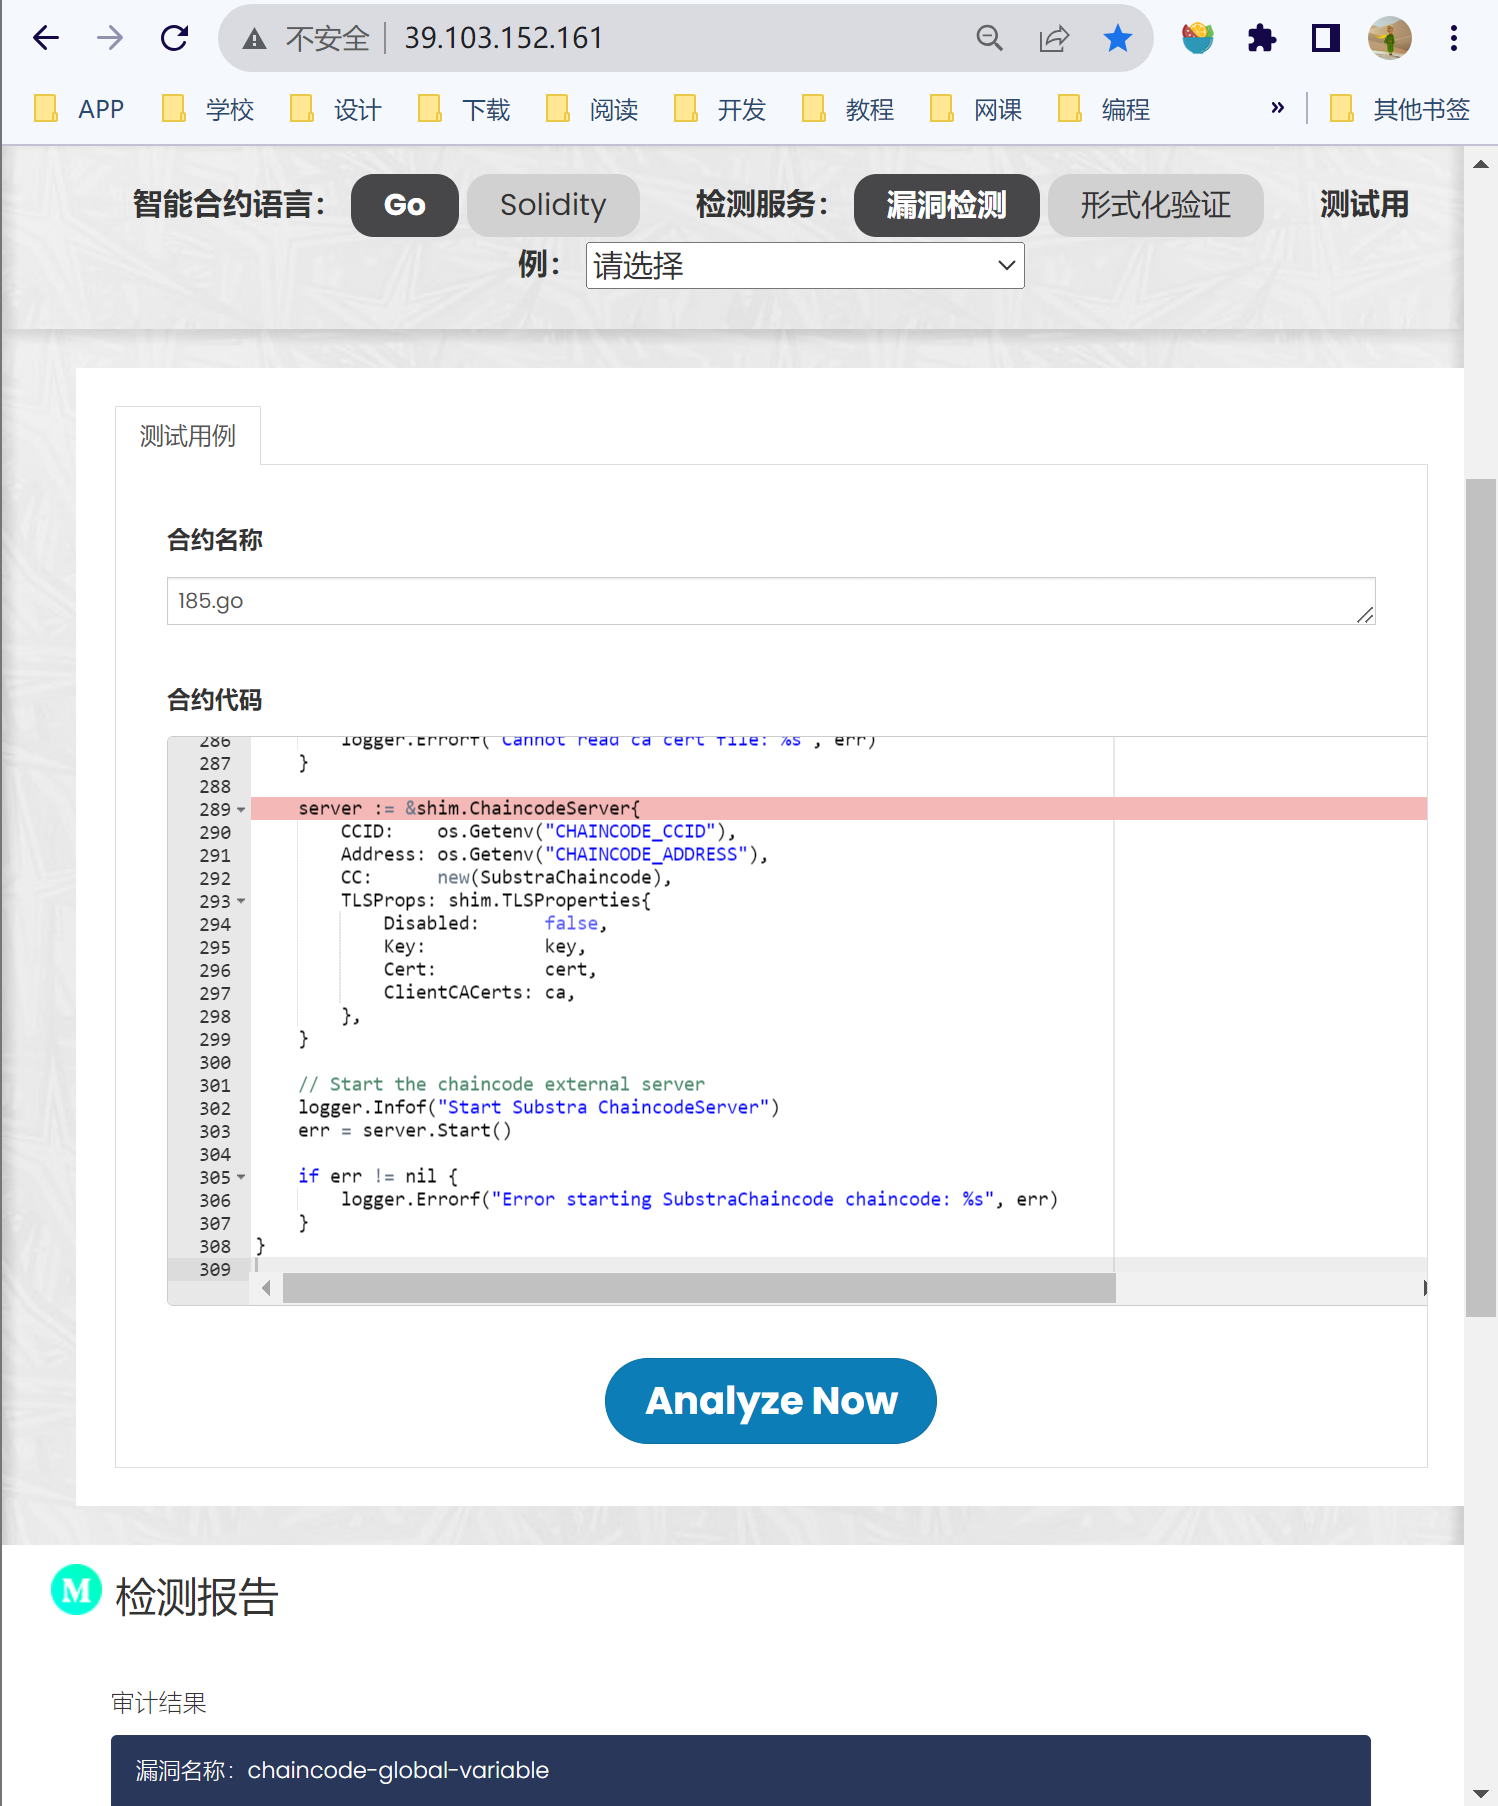 不安全 39.103.152.161
APP 学校 设计 下载 阅读 开发 教程 网课 编程 » 其他书签
智能合约语言： Go Solidity 检测服务： 漏洞检测 形式化验证 测试用
例： 请选择
测试用例
合约名称
185.go
合约代码
286 logger.Errorf("Cannot read ca cert file: %s", err)
287 }
288
289 server := &shim.ChaincodeServer{
290 CCID: os.Getenv("CHAINCODE_CCID"),
291 Address: os.Getenv("CHAINCODE_ADDRESS"),
292 CC: new(SubstraChaincode),
293 TLSProps: shim.TLSProperties{
294 Disabled: false,
295 Key: key,
296 Cert: cert,
297 ClientCACerts: ca,
298 },
299 }
300
301 // Start the chaincode external server
302 logger.Infof("Start Substra ChaincodeServer")
303 err = server.Start()
304
305 if err != nil {
306 logger.Errorf("Error starting SubstraChaincode chaincode: %s", err)
307 }
308 }
309
Analyze Now
M 检测报告
审计结果
漏洞名称：chaincode-global-variable